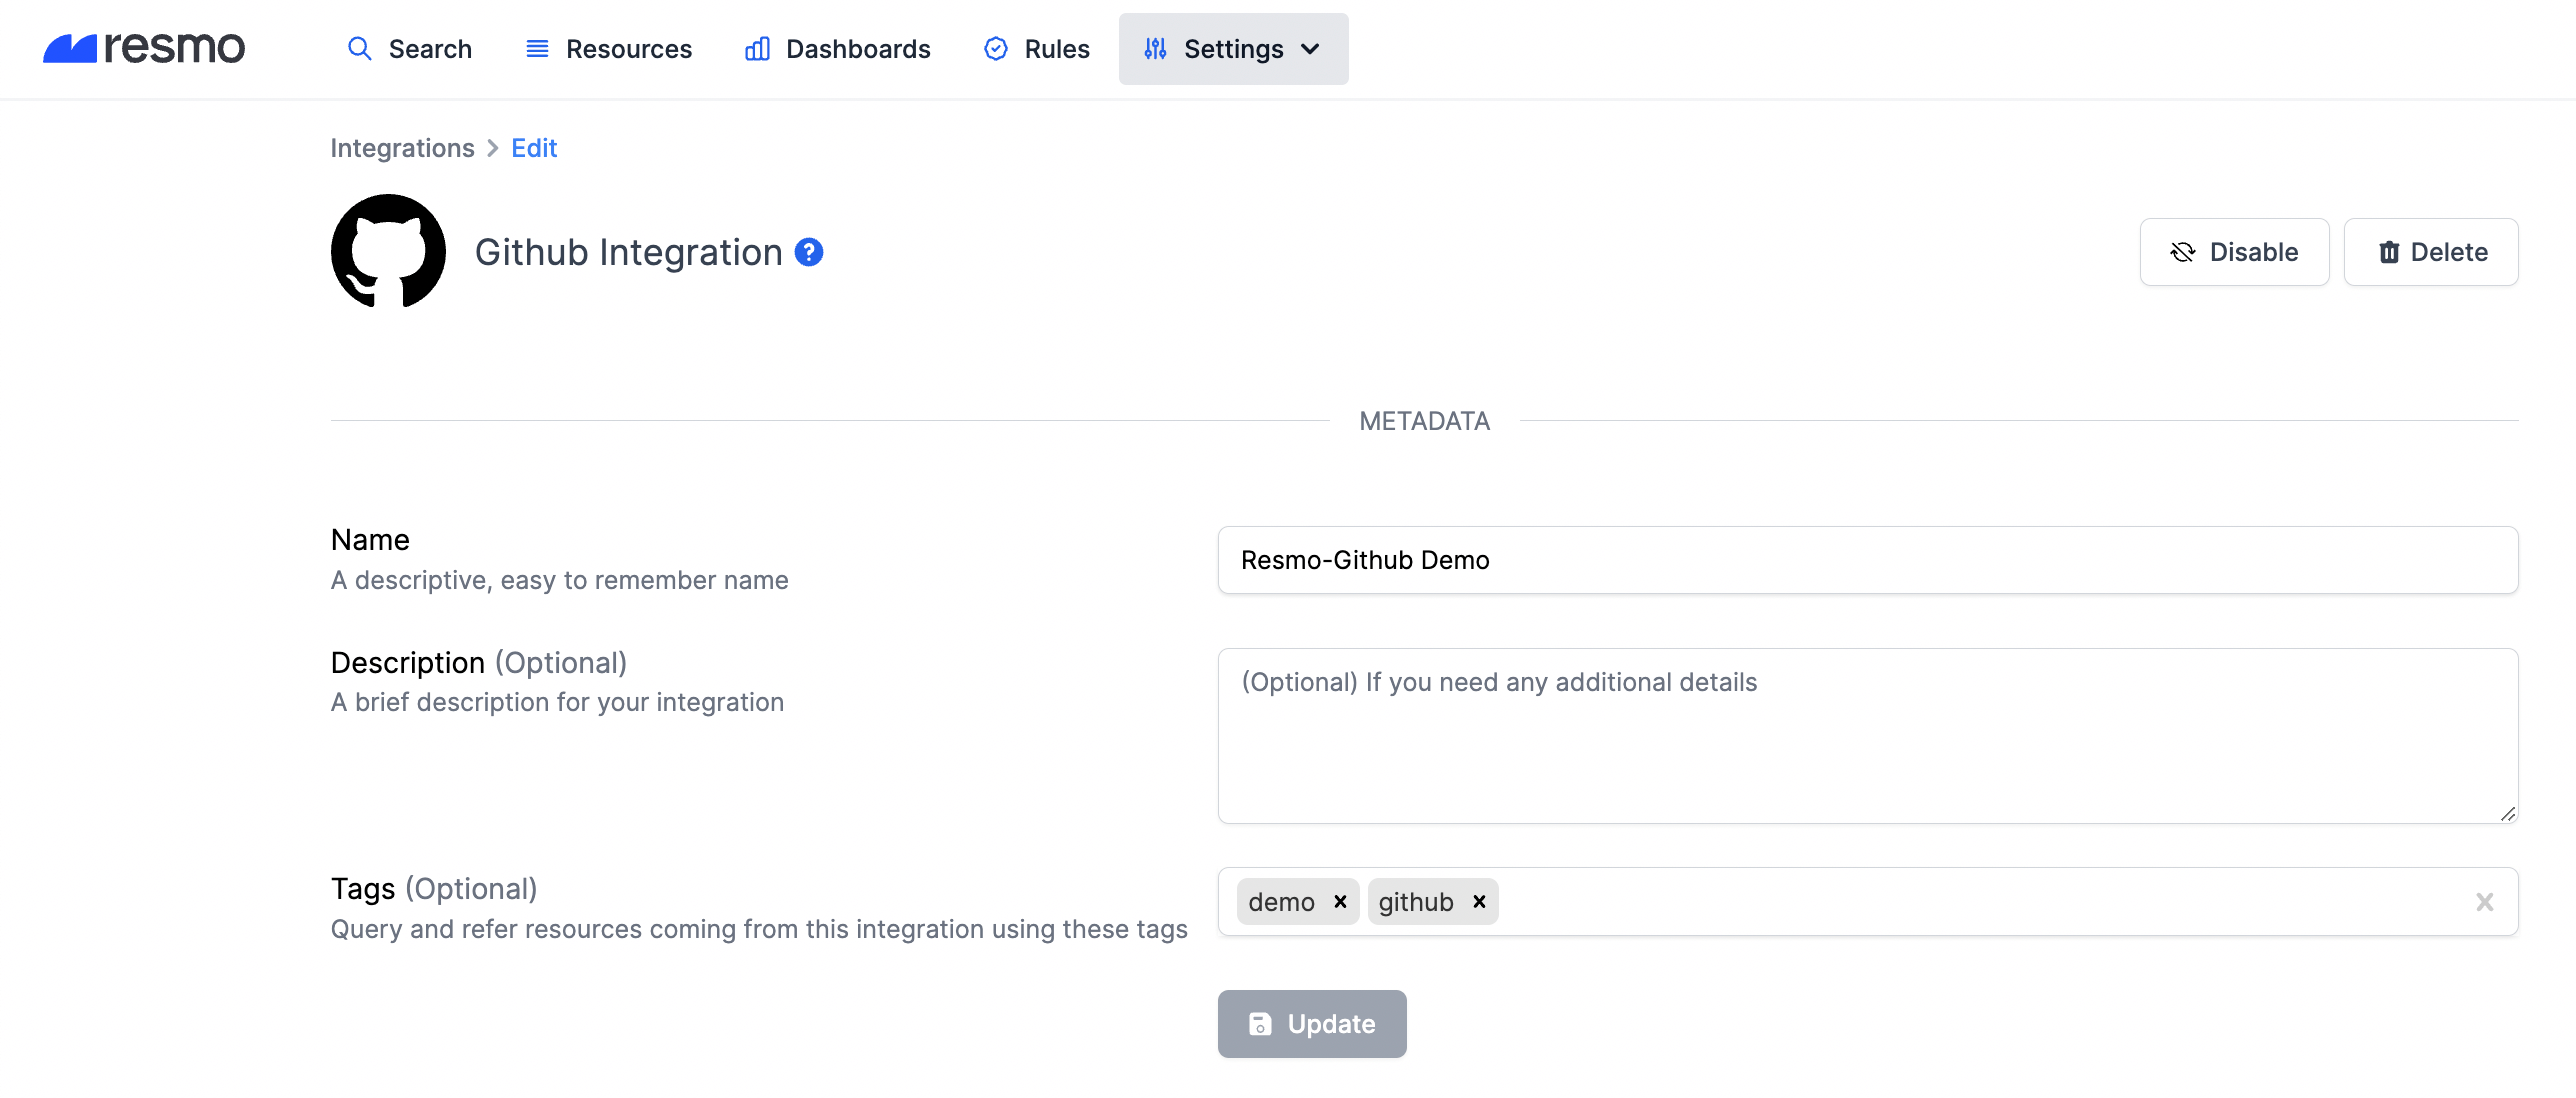 resmo
Search
Resources
Dashboards
Rules
Settings
Integrations
Edit
Github Integration
?
Disable
Delete
METADATA
Name
A descriptive, easy to remember name
Resmo-Github Demo
Description (Optional)
A brief description for your integration
(Optional) If you need any additional details
Tags (Optional)
Query and refer resources coming from this integration using these tags
demo
github
Update